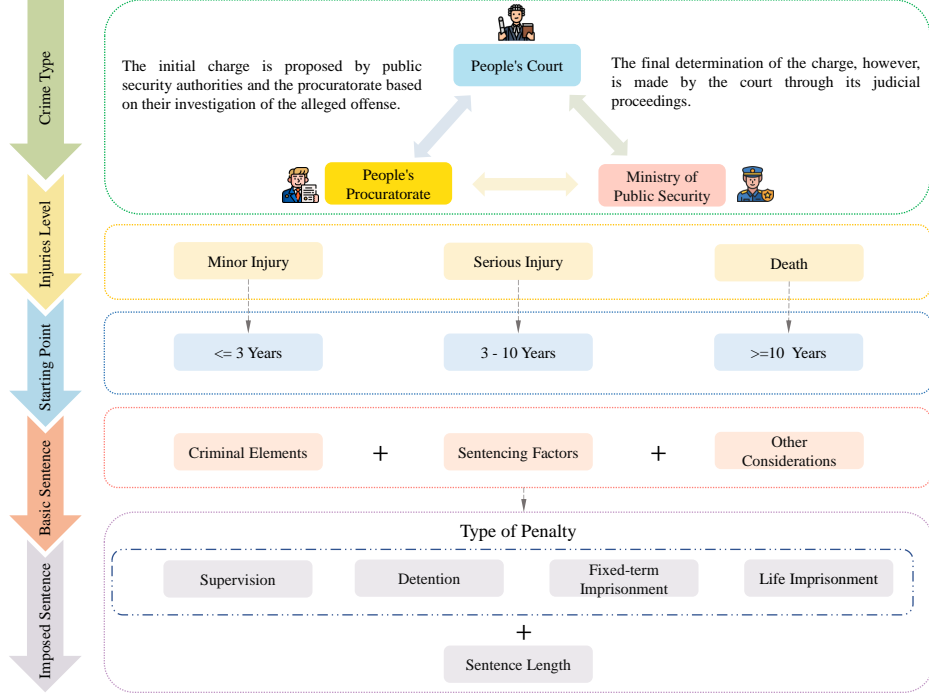 Crime Type
The initial charge is proposed by public
security authorities and the procuratorate based
on their investigation of the alleged offense.
People's Court
The final determination of the charge, however,
is made by the court through its judicial
proceedings.
People's
Procuratorate
Ministry of
Public Security
Injuries Level
Minor Injury
Serious Injury
Death
Starting Point
<= 3 Years
3 - 10 Years
>=10 Years
Basic Sentence
Criminal Elements
+
Sentencing Factors
+
Other
Considerations
Imposed Sentence
Type of Penalty
Supervision
Detention
Fixed-term
Imprisonment
Life Imprisonment
+
Sentence Length